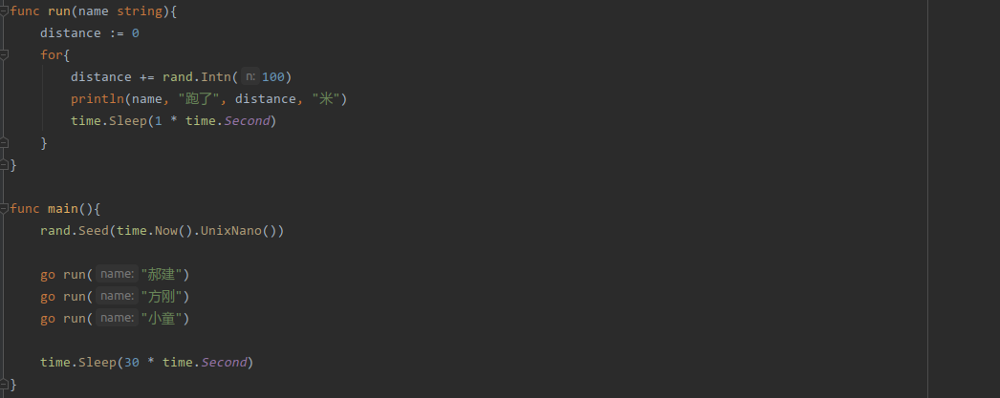 func run(name string){
    distance := 0
    for{
        distance += rand.Intn( n: 100)
        println(name, "跑了", distance, "米")
        time.Sleep(1 * time.Second)
    }
}

func main(){
    rand.Seed(time.Now().UnixNano())

    go run( name: "郝建")
    go run( name: "方刚")
    go run( name: "小童")

    time.Sleep(30 * time.Second)
}